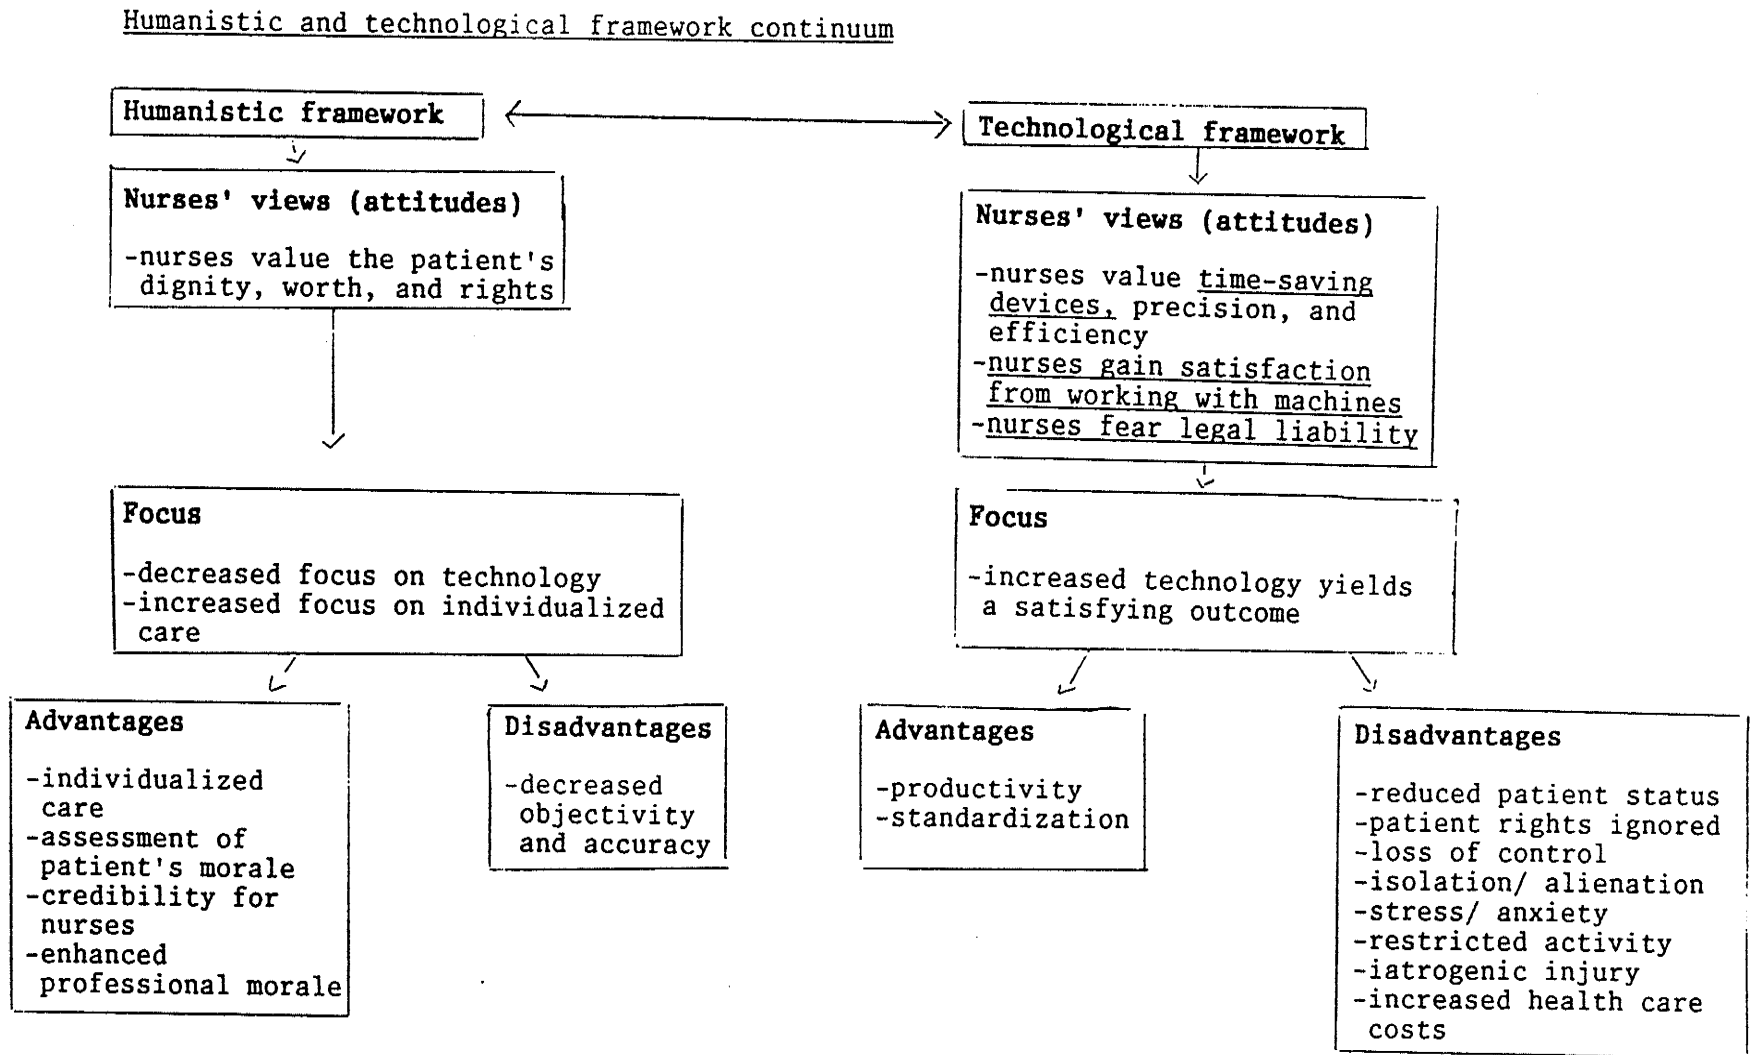 Humanistic and technological framework continuum
Humanistic framework
Technological framework
Nurses' views (attitudes)
-nurses value the patient's
dignity, worth, and rights
Nurses' views (attitudes)
-nurses value time-saving
devices, precision, and
efficiency
-nurses gain satisfaction
from working with machines
-nurses fear legal liability
Focus
-decreased focus on technology
-increased focus on individualized
care
Focus
-increased technology yields
a satisfying outcome
Advantages
-individualized
care
-assessment of
patient's morale
-credibility for
nurses
-enhanced
professional morale
Disadvantages
-decreased
objectivity
and accuracy
Advantages
-productivity
-standardization
Disadvantages
-reduced patient status
-patient rights ignored
-loss of control
-isolation/ alienation
-stress/ anxiety
-restricted activity
-iatrogenic injury
-increased health care
costs